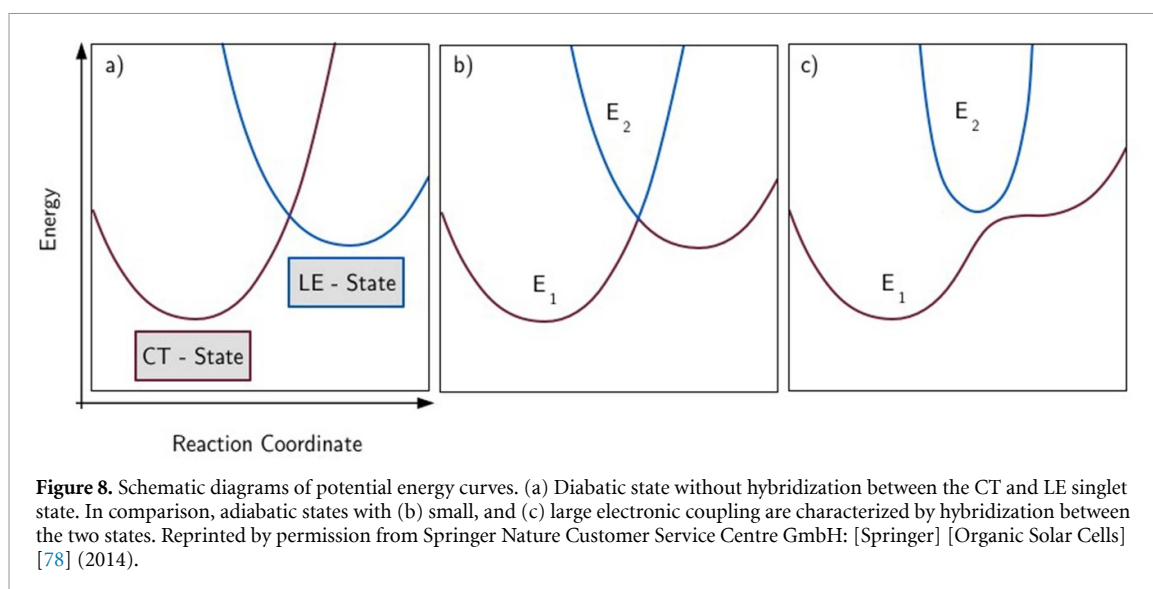 a)
b)
c)
E
2
E
2
Energy
LE - State
E
1
E
1
CT - State
Reaction Coordinate
Figure 8. Schematic diagrams of potential energy curves. (a) Diabatic state without hybridization between the CT and LE singlet
state. In comparison, adiabatic states with (b) small, and (c) large electronic coupling are characterized by hybridization between
the two states. Reprinted by permission from Springer Nature Customer Service Centre GmbH: [Springer] [Organic Solar Cells]
[78] (2014).